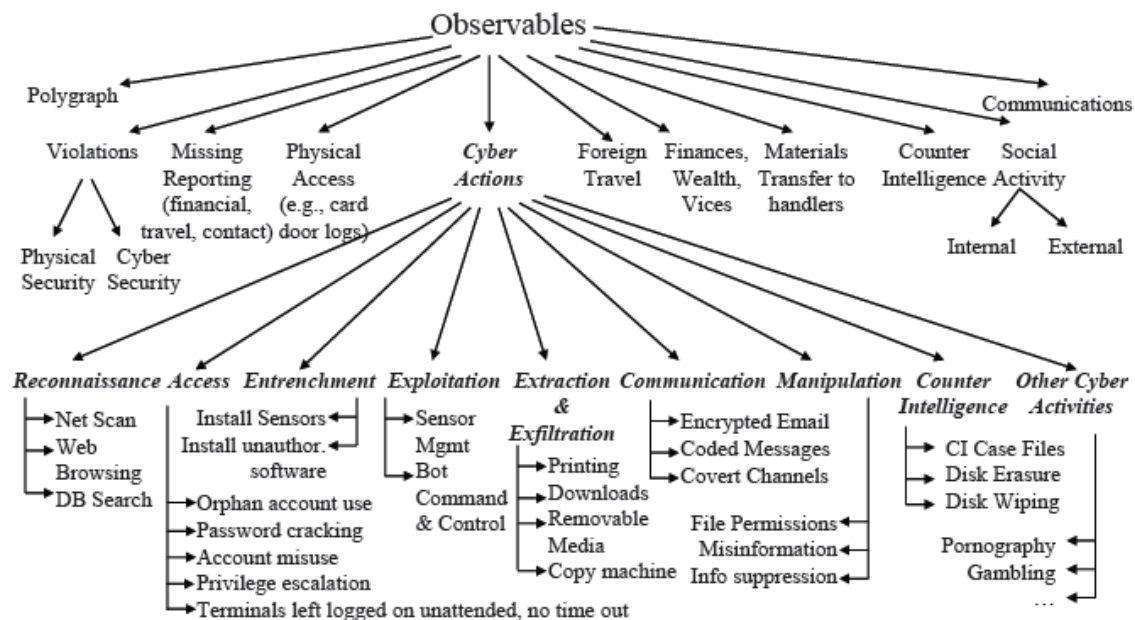 Observables
Polygraph
Communications
Violations
Missing
Reporting
(financial,
travel, contact)
Physical
Access
(e.g., card
door logs)
Cyber
Actions
Foreign
Travel
Finances,
Wealth,
Vices
Materials
Transfer to
handlers
Counter
Intelligence
Social
Activity
Physical
Security
Cyber
Security
Internal
External
Reconnaissance
Net Scan
Web
Browsing
DB Search
Access
Orphan account use
Password cracking
Account misuse
Privilege escalation
Terminals left logged on unattended, no time out
Entrenchment
Install Sensors
Install unauthor.
software
Exploitation
Sensor
Mgmt
Bot
Command
& Control
Extraction
&
Exfiltration
Printing
Downloads
Removable
Media
Copy machine
Communication
Encrypted Email
Coded Messages
Covert Channels
Manipulation
File Permissions
Misinformation
Info suppression
Counter
Intelligence
CI Case Files
Disk Erasure
Disk Wiping
Other Cyber
Activities
Pornography
Gambling
…